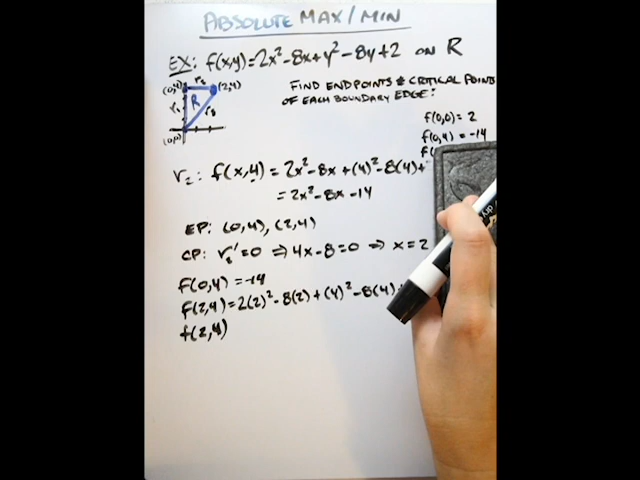 ABSOLUTE MAX/MIN
EX: f(x,y)=2x²-8x+y²-8y+2 on R
(0,4) r₂ (2,4)
r₁ R r₃
(0,0)
FIND ENDPOINTS & CRITICAL POINTS
OF EACH BOUNDARY EDGE:
f(0,0) = 2
f(0,4) = -14
r₂: f(x,4) = 2x²-8x+(4)²-8(4)+
= 2x²-8x-14
EP: (0,4), (2,4)
CP: r₂'=0 ⇒ 4x-8=0 ⇒ x=2
f(0,4) = -14
f(2,4) = 2(2)²-8(2)+(4)²-8(4)
f(2,4)